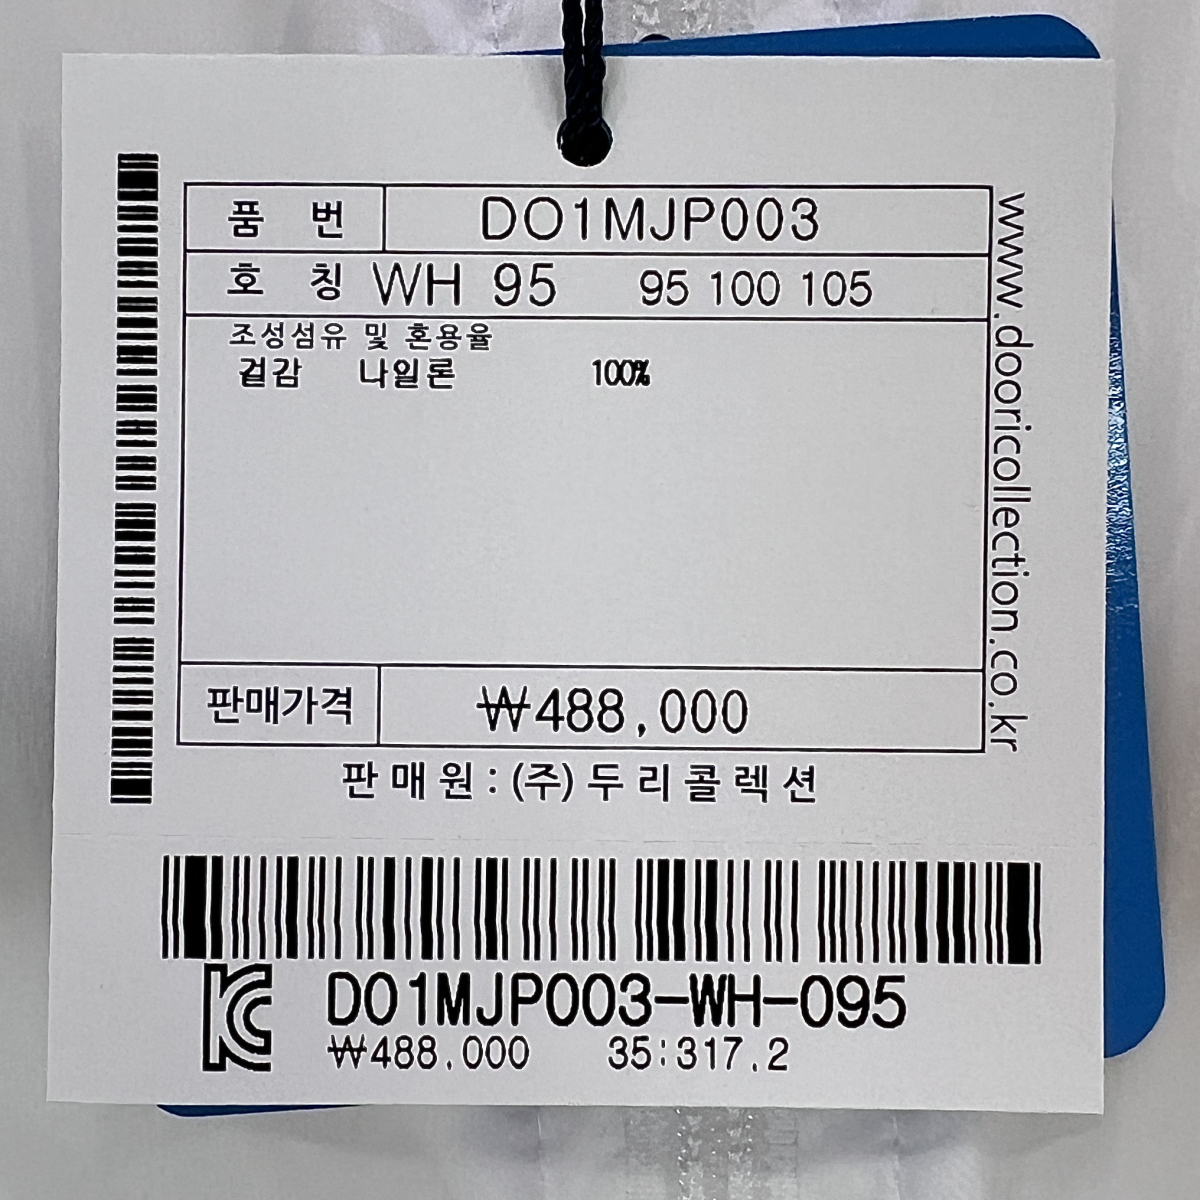 품 번 DO1MJP003
호 칭 WH 95 95 100 105
조성섬유 및 혼용율
겉감 나일론 100%
판매가격 ₩488,000
판매원:(주)두리콜렉션
www.dooricollection.co.kr
KC DO1MJP003-WH-095
₩488.000 35:317.2